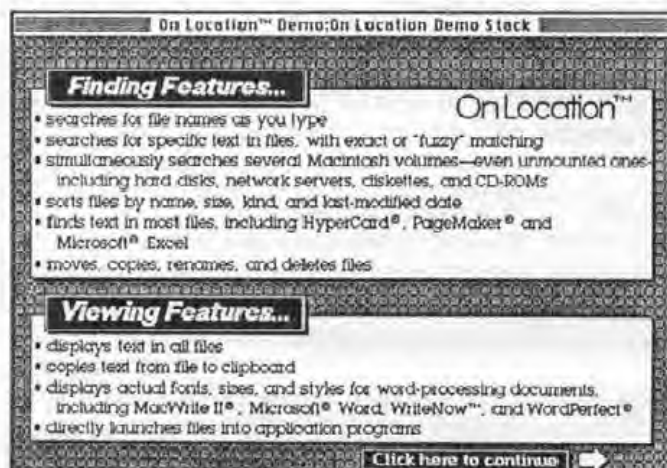 On Location™ Demo:On Location Demo Stack
Finding Features...
On Location™
• searches for file names as you type
• searches for specific text in files, with exact or "fuzzy" matching
• simultaneously searches several Macintosh volumes—even unmounted ones-
including hard disks, network servers, diskettes, and CD-ROMs
• sorts files by name, size, kind, and last-modified date
• finds text in most files, including HyperCard®, PageMaker® and
Microsoft® Excel
• moves, copies, renames, and deletes files
Viewing Features...
• displays text in all files
• copies text from file to clipboard
• displays actual fonts, sizes, and styles for word-processing documents,
including MacWrite II®, Microsoft® Word, WriteNow™, and WordPerfect®
• directly launches files into application programs
Click here to continue